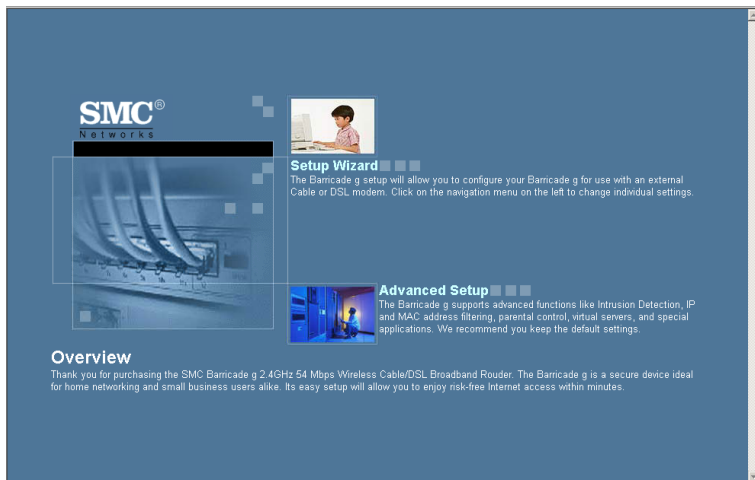 SMC®
Networks
Setup Wizard
The Barricade g setup will allow you to configure your Barricade g for use with an external
Cable or DSL modem. Click on the navigation menu on the left to change individual settings.
Advanced Setup
The Barricade g supports advanced functions like Intrusion Detection, IP
and MAC address filtering, parental control, virtual servers, and special
applications. We recommend you keep the default settings.
Overview
Thank you for purchasing the SMC Barricade g 2.4GHz 54 Mbps Wireless Cable/DSL Broadband Rouder. The Barricade g is a secure device ideal
for home networking and small business users alike. Its easy setup will allow you to enjoy risk-free Internet access within minutes.